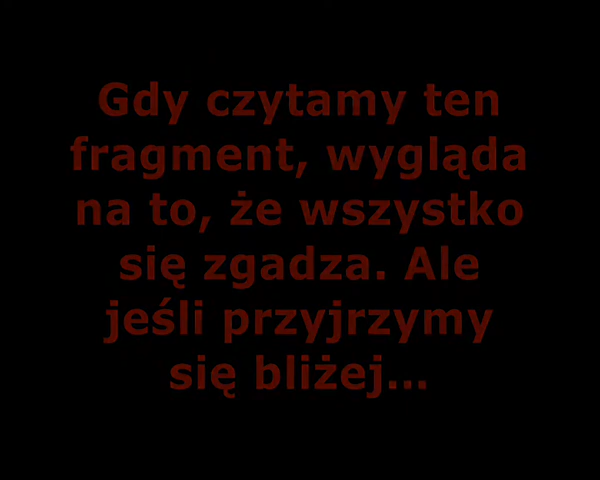 Gdy czytamy ten
fragment, wygląda
na to, że wszystko
się zgadza. Ale
jeśli przyjrzymy
się bliżej...